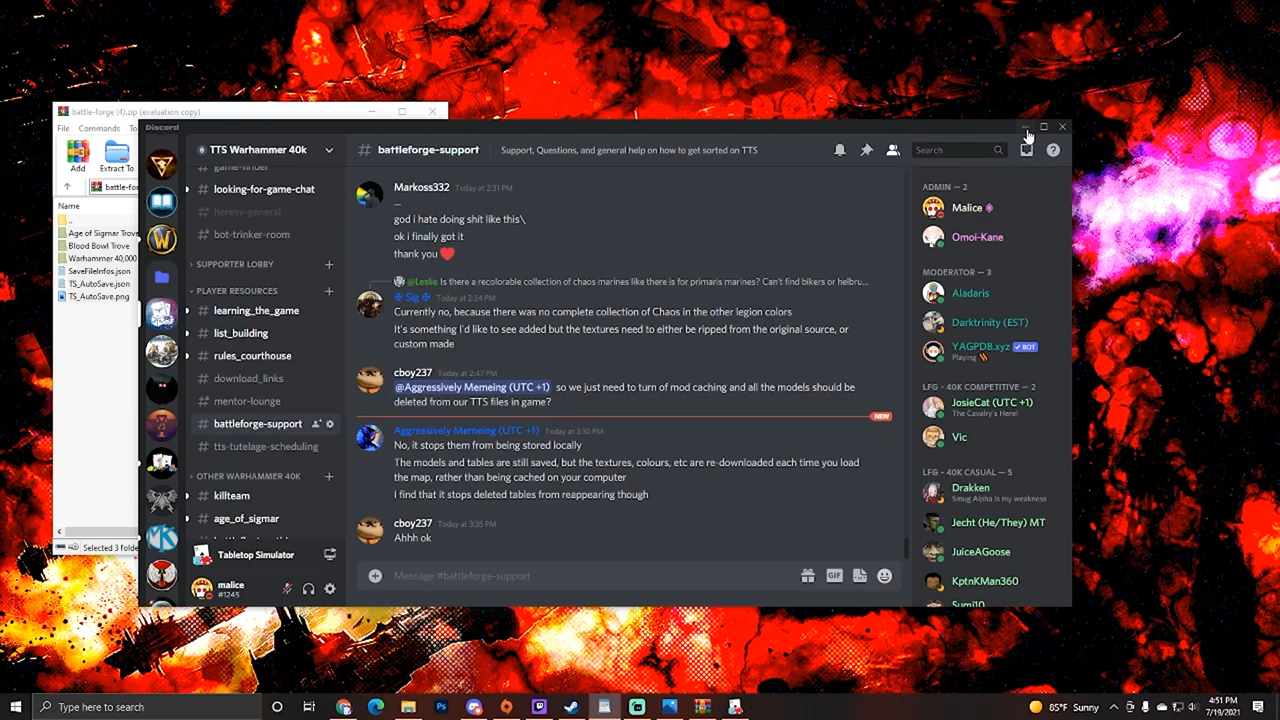 battle-forge (4).zip (evaluation copy)
File Commands To
Add Extract To
battle-for
Name
..
Age of Sigmar Trove
Blood Bowl Trove
Warhammer 40,000
SaveFileInfos.json
TS_AutoSave.json
TS_AutoSave.png
Selected 3 folde
Discord
TTS Warhammer 40k
game-finder
looking-for-game-chat
heresy-general
bot-trinker-room
SUPPORTER LOBBY
PLAYER RESOURCES
learning_the_game
list_building
rules_courthouse
download_links
mentor-lounge
battleforge-support
tts-tutelage-scheduling
OTHER WARHAMMER 40K
killteam
age_of_sigmar
Tabletop Simulator
malice
#1245
# battleforge-support Support, Questions, and general help on how to get sorted on TTS
Search
Markoss332 Today at 2:31 PM
...
god i hate doing shit like this\
ok i finally got it
thank you
@Leslie Is there a recolorable collection of chaos marines like there is for primaris marines? Can't find bikers or helbru...
Sig Today at 2:34 PM
Currently no, because there was no complete collection of Chaos in the other legion colors
It's something I'd like to see added but the textures need to either be ripped from the original source, or
custom made
cboy237 Today at 2:47 PM
@Aggressively Memeing (UTC +1) so we just need to turn of mod caching and all the models should be
deleted from our TTS files in game?
NEW
Aggressively Memeing (UTC +1) Today at 3:10 PM
No, it stops them from being stored locally
The models and tables are still saved, but the textures, colours, etc are re-downloaded each time you load
the map, rather than being cached on your computer
I find that it stops deleted tables from reappearing though
cboy237 Today at 3:35 PM
Ahhh ok
Message #battleforge-support
GIF
ADMIN — 2
Malice
Omoi-Kane
MODERATOR — 3
Aladaris
Darktrinity (EST)
YAGPDB.xyz BOT
Playing
LFG - 40K COMPETITIVE — 2
JosieCat (UTC +1)
The Cavalry's Here!
Vic
LFG - 40K CASUAL — 5
Drakken
Smug Alpha is my weakness
Jecht (He/They) MT
JuiceAGoose
KptnKMan360
Sumi10
Type here to search
85°F Sunny
4:51 PM
7/19/2021